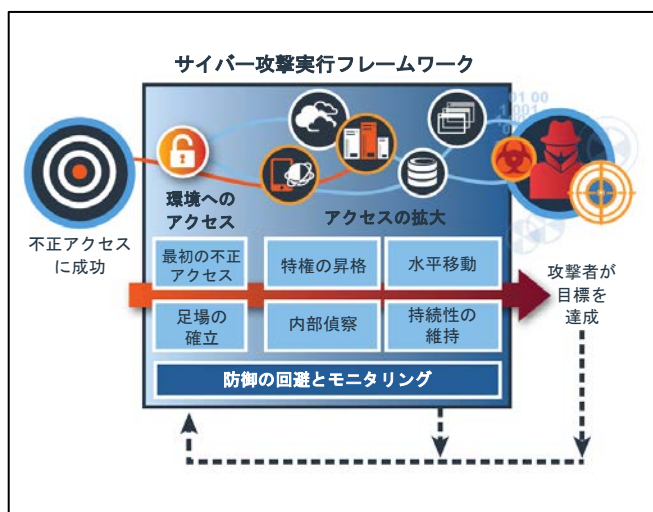 サイバー攻撃実行フレームワーク
01 00
1 001
環境への
アクセス
アクセスの拡大
不正アクセス
に成功
最初の不正
アクセス
特権の昇格
水平移動
足場の
確立
内部偵察
持続性の
維持
攻撃者が
目標を
達成
防御の回避とモニタリング